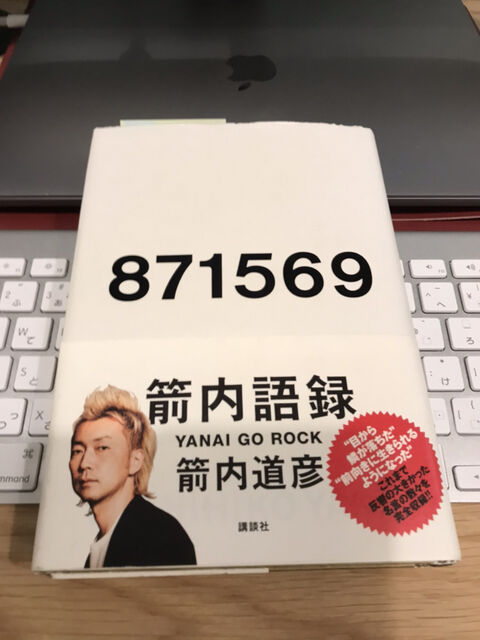 871569
箭内語録
YANAI GO ROCK
箭内道彦
講談社
"目から
鱗が落ちた"
"前向きに生きられる
ようになった"
これまで
反響の大きかった
名言の数々を
完全収録!!
command